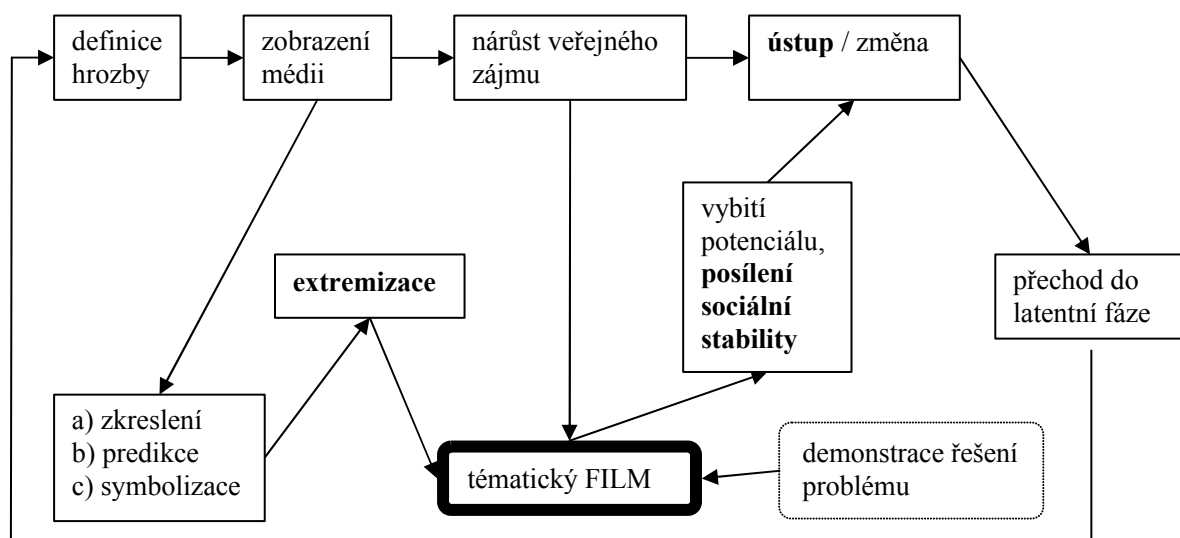 definice
hrozby
zobrazení
médii
nárůst veřejného
zájmu
ústup / změna
vybití
potenciálu,
posílení
sociální
stability
extremizace
přechod do
latentní fáze
a) zkreslení
b) predikce
c) symbolizace
tématický FILM
demonstrace řešení
problému